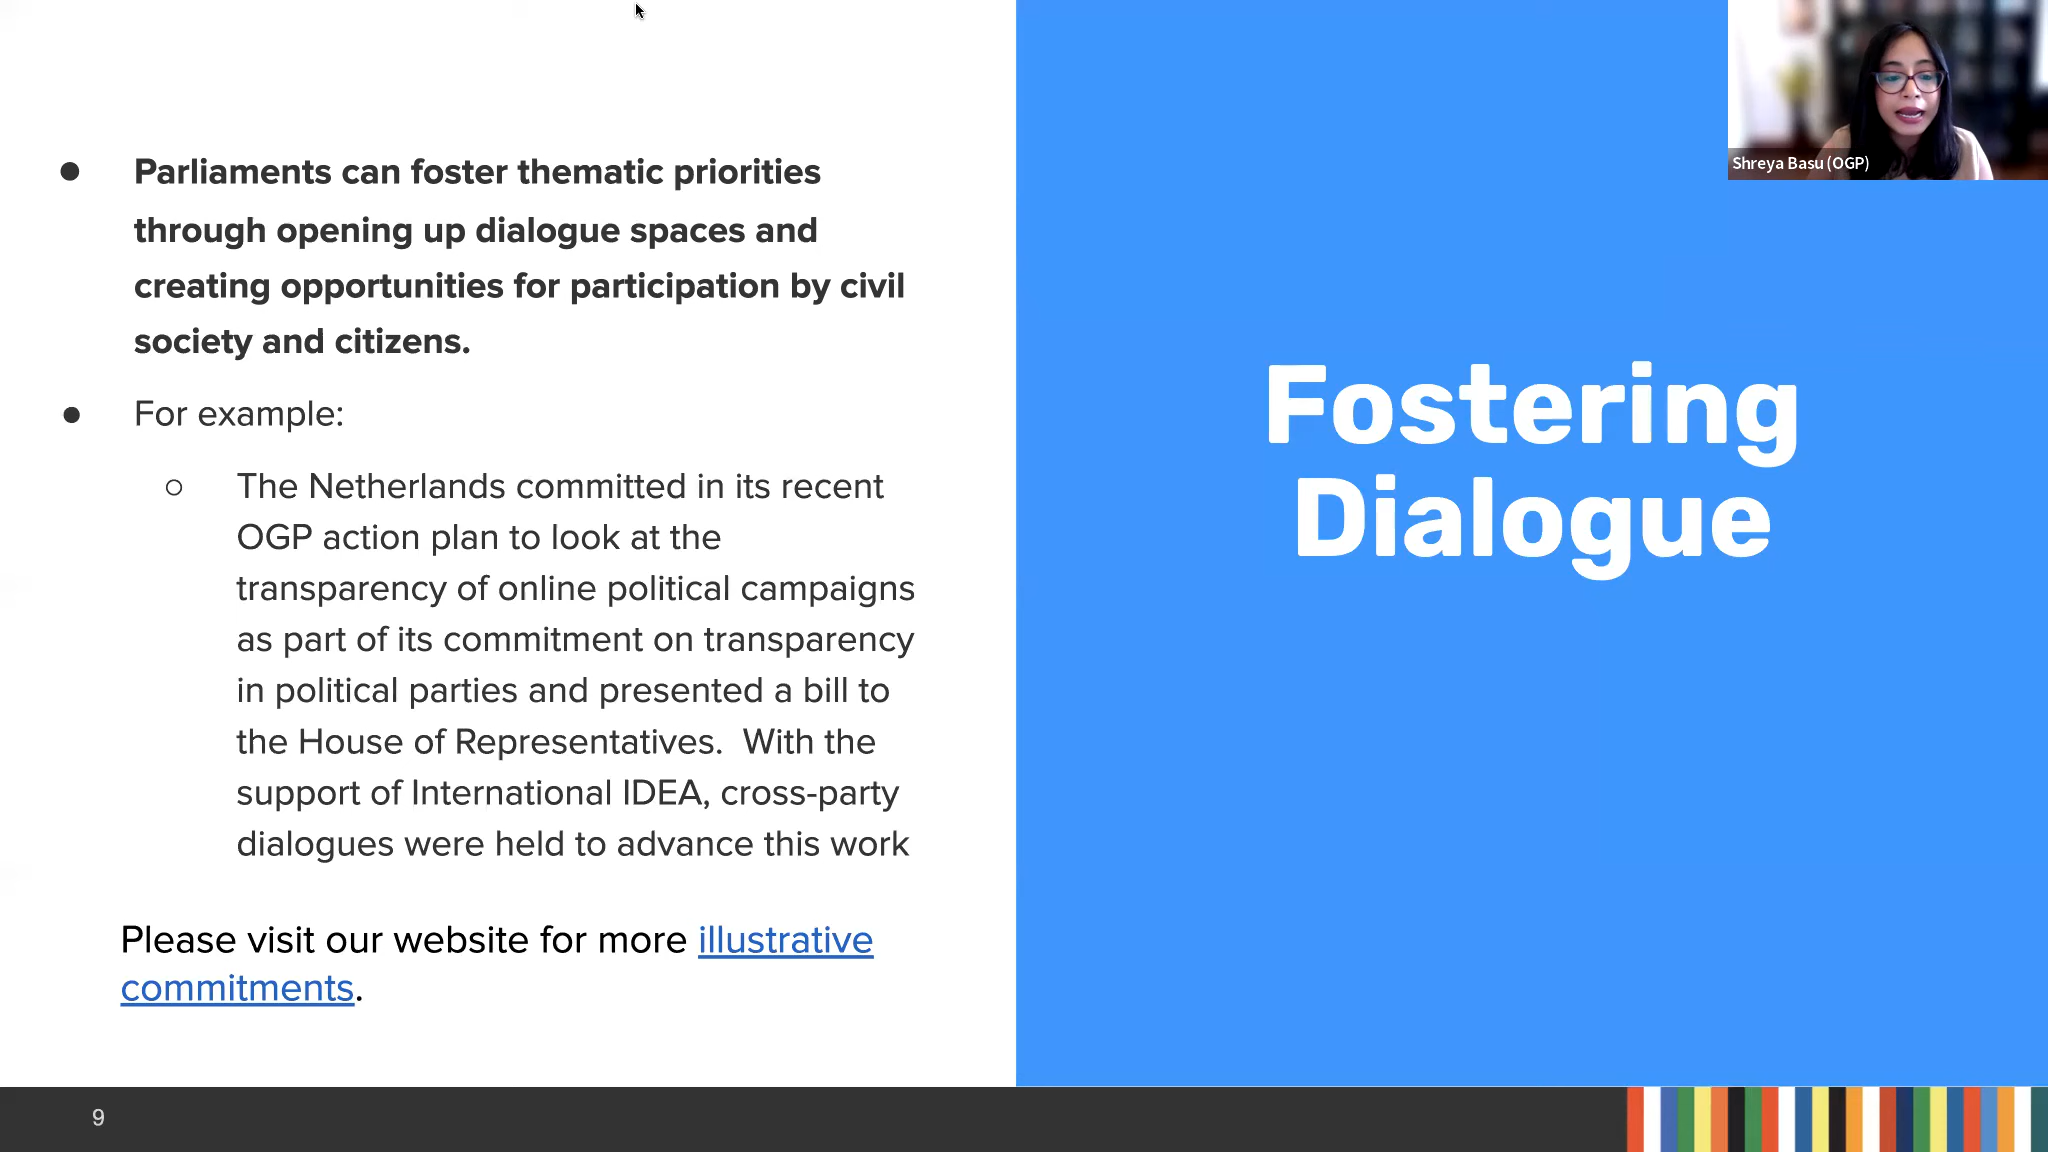 ● Parliaments can foster thematic priorities
through opening up dialogue spaces and
creating opportunities for participation by civil
society and citizens.
● For example:
○ The Netherlands committed in its recent
OGP action plan to look at the
transparency of online political campaigns
as part of its commitment on transparency
in political parties and presented a bill to
the House of Representatives.  With the
support of International IDEA, cross-party
dialogues were held to advance this work
Please visit our website for more illustrative
commitments.
Fostering
Dialogue
Shreya Basu (OGP)
9